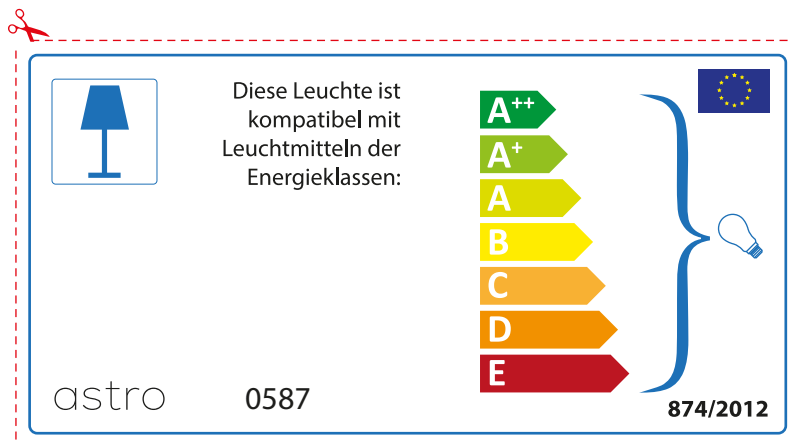 Diese Leuchte ist
kompatibel mit
Leuchtmitteln der
Energieklassen:
A++
A+
A
B
C
D
E
astro
0587
874/2012